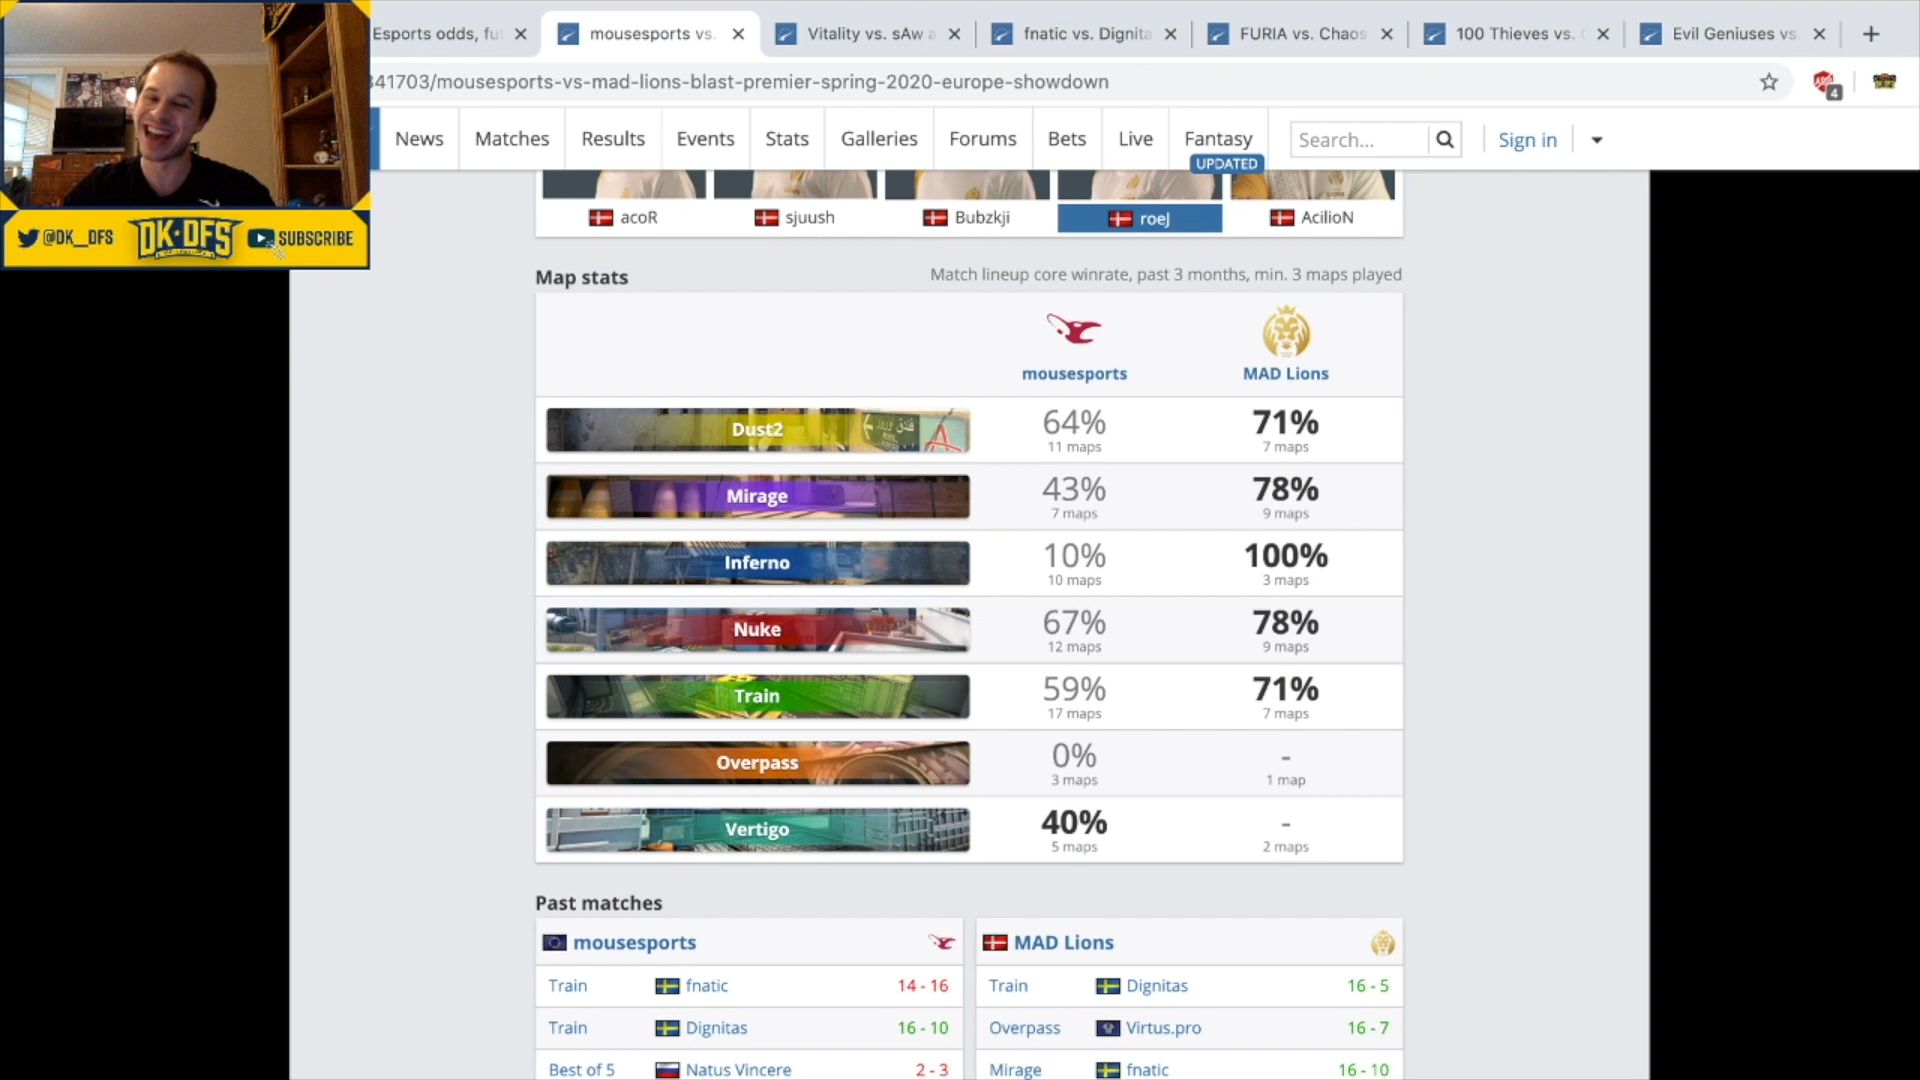 Esports odds, fu
mousesports vs.
Vitality vs. sAw a
fnatic vs. Dignita
FURIA vs. Chaos
100 Thieves vs.
Evil Geniuses vs.
341703/mousesports-vs-mad-lions-blast-premier-spring-2020-europe-showdown
4
News Matches Results Events Stats Galleries Forums Bets Live Fantasy Search... Sign in
UPDATED
@DK__DFS DK•DFS SUBSCRIBE
acoR sjuush Bubzkji roeJ AcilioN
Map stats Match lineup core winrate, past 3 months, min. 3 maps played
mousesports MAD Lions
Dust2 64% 71%
11 maps 7 maps
Mirage 43% 78%
7 maps 9 maps
Inferno 10% 100%
10 maps 3 maps
Nuke 67% 78%
12 maps 9 maps
Train 59% 71%
17 maps 7 maps
Overpass 0% -
3 maps 1 map
Vertigo 40% -
5 maps 2 maps
Past matches
mousesports MAD Lions
Train fnatic 14 - 16 Train Dignitas 16 - 5
Train Dignitas 16 - 10 Overpass Virtus.pro 16 - 7
Best of 5 Natus Vincere 2 - 3 Mirage fnatic 16 - 10